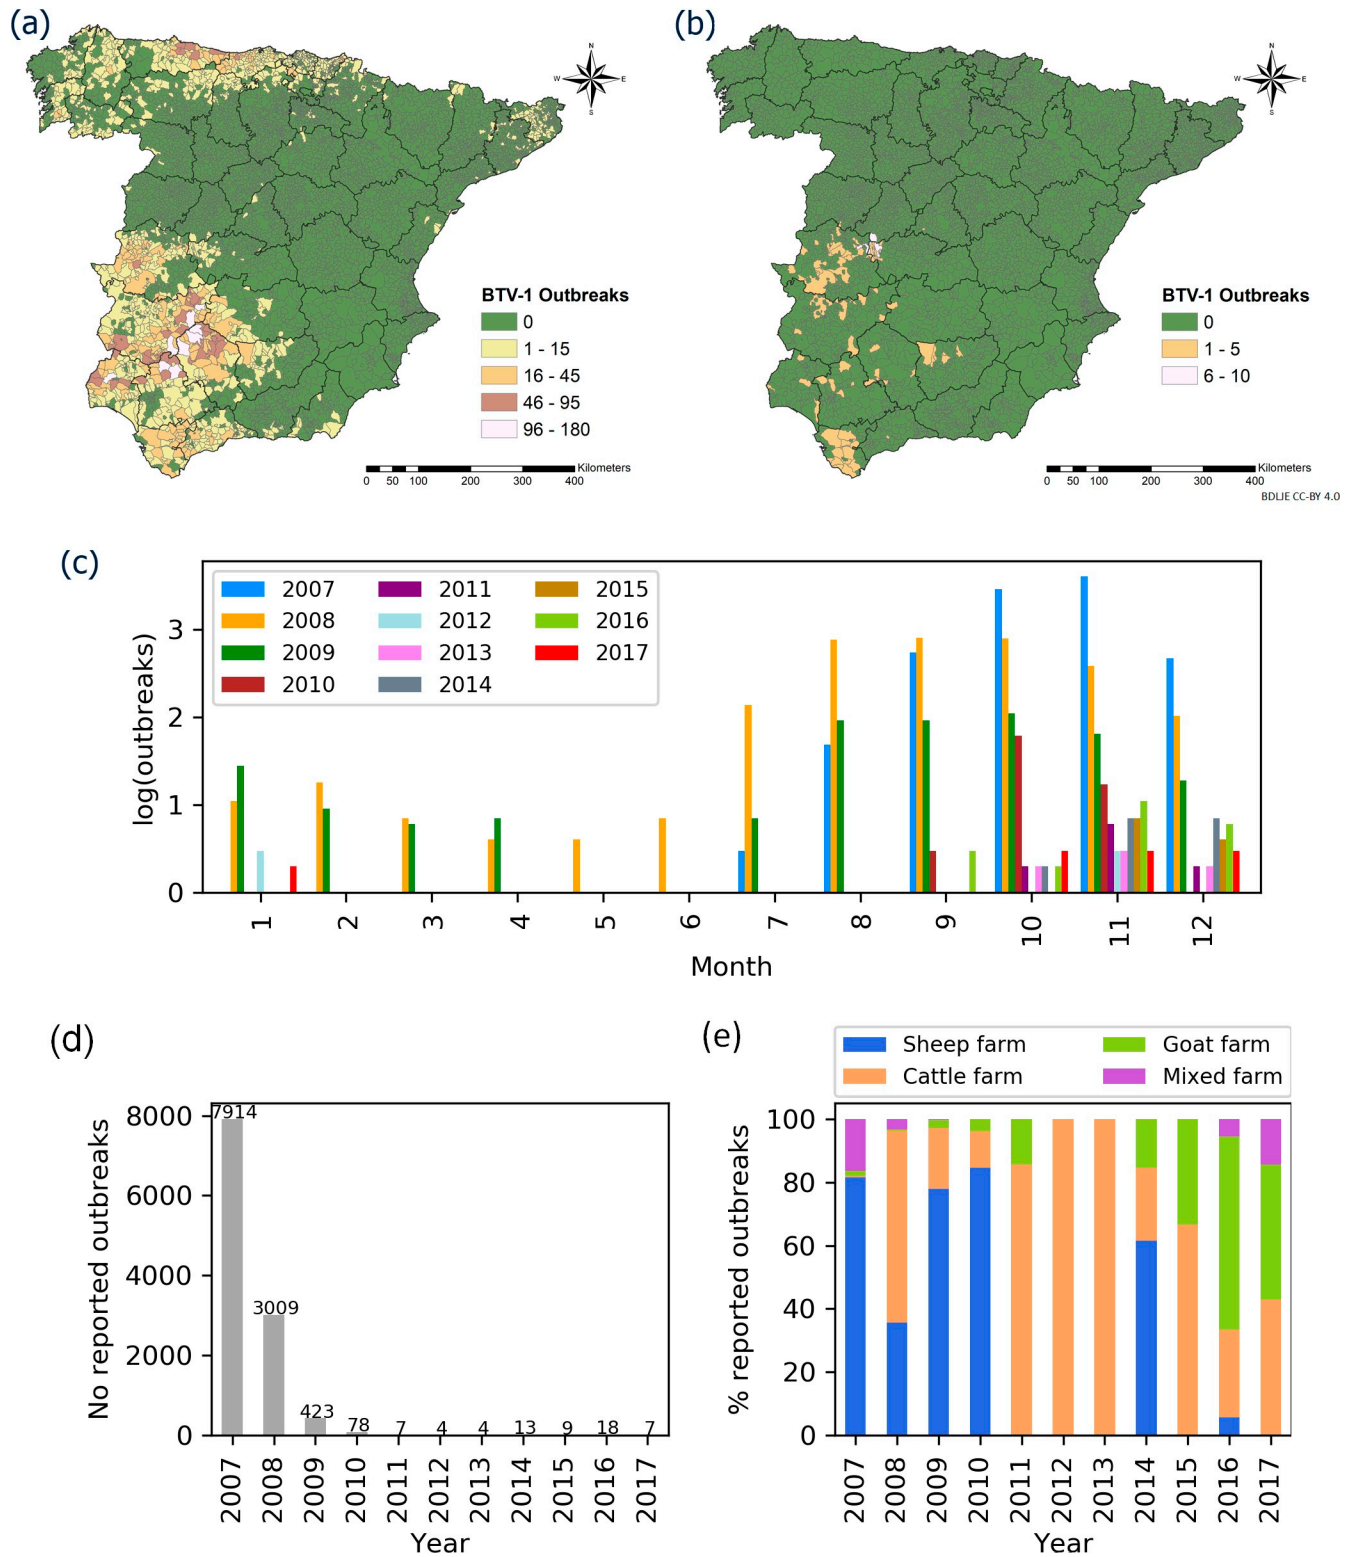 (a)
N
W
E
S
BTV-1 Outbreaks
0
1 - 15
16 - 45
46 - 95
96 - 180
Kilometers
0 50 100 200 300 400
(b)
N
W
E
S
BTV-1 Outbreaks
0
1 - 5
6 - 10
Kilometers
0 50 100 200 300 400
BDLJE CC-BY 4.0
(c)
2007 2011 2015
2008 2012 2016
2009 2013 2017
2010 2014
log(outbreaks)
3
2
1
0
1 2 3 4 5 6 7 8 9 10 11 12
Month
(d)
No reported outbreaks
8000
6000
4000
2000
0
7914
3009
423
78
7
4
4
13
9
18
7
2007 2008 2009 2010 2011 2012 2013 2014 2015 2016 2017
Year
(e)
Sheep farm Goat farm
Cattle farm Mixed farm
% reported outbreaks
100
80
60
40
20
0
2007 2008 2009 2010 2011 2012 2013 2014 2015 2016 2017
Year